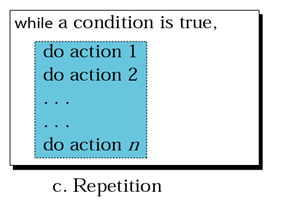 while a condition is true,
do action 1
do action 2
. . .
. . .
do action n
c. Repetition